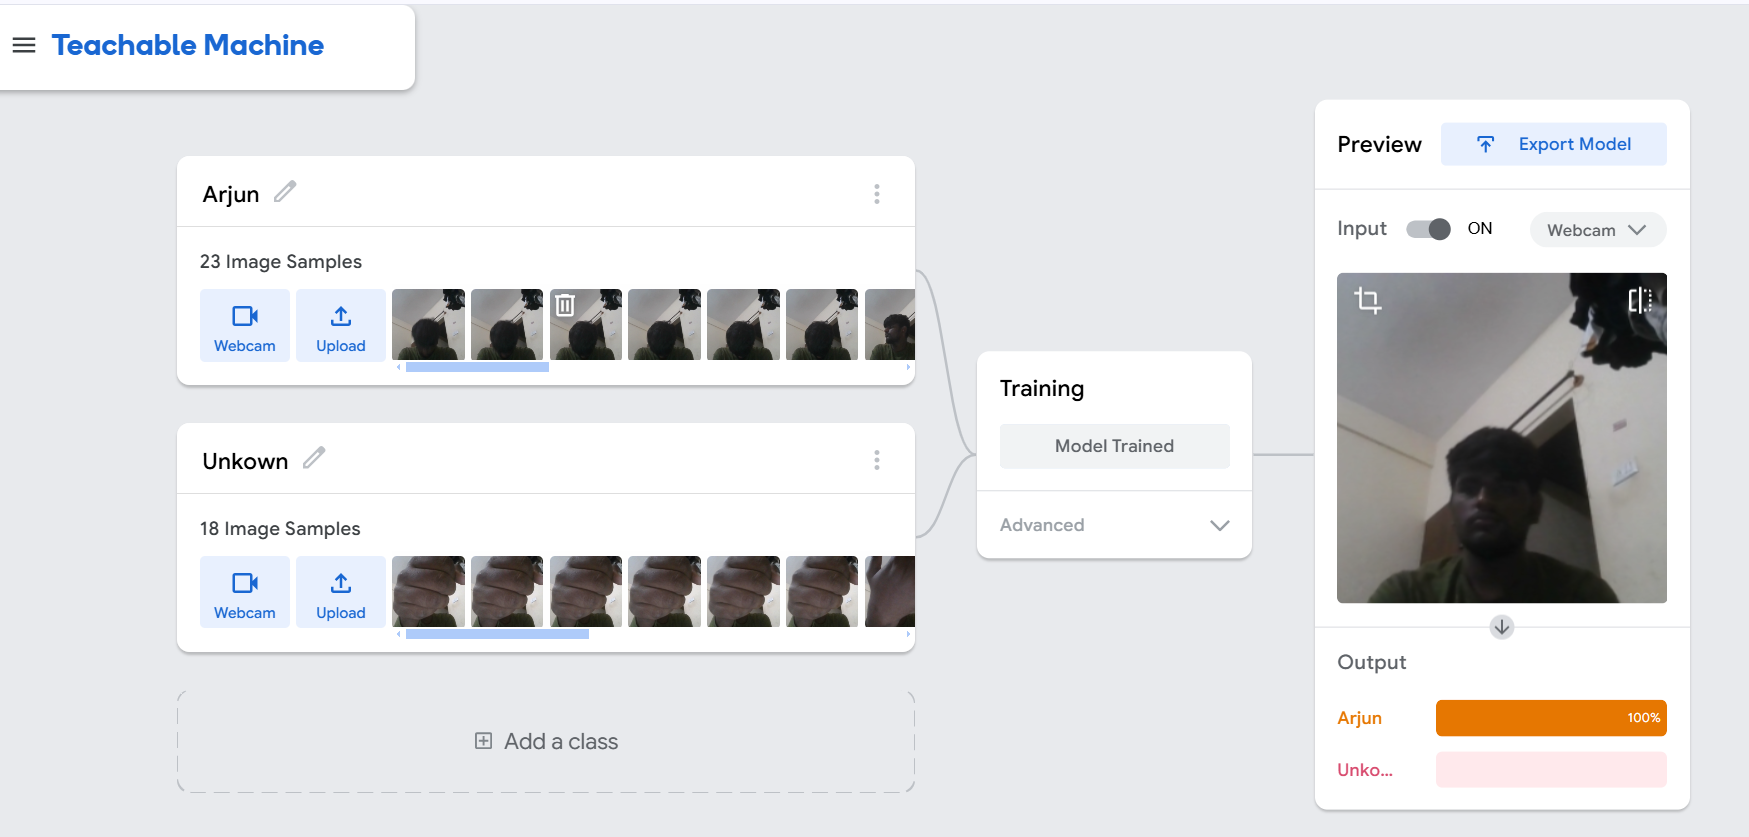 Teachable Machine
Arjun
23 Image Samples
Webcam
Upload
Unkown
18 Image Samples
Webcam
Upload
Add a class
Training
Model Trained
Advanced
Preview
Export Model
Input
ON
Webcam
Output
Arjun
100%
Unko...